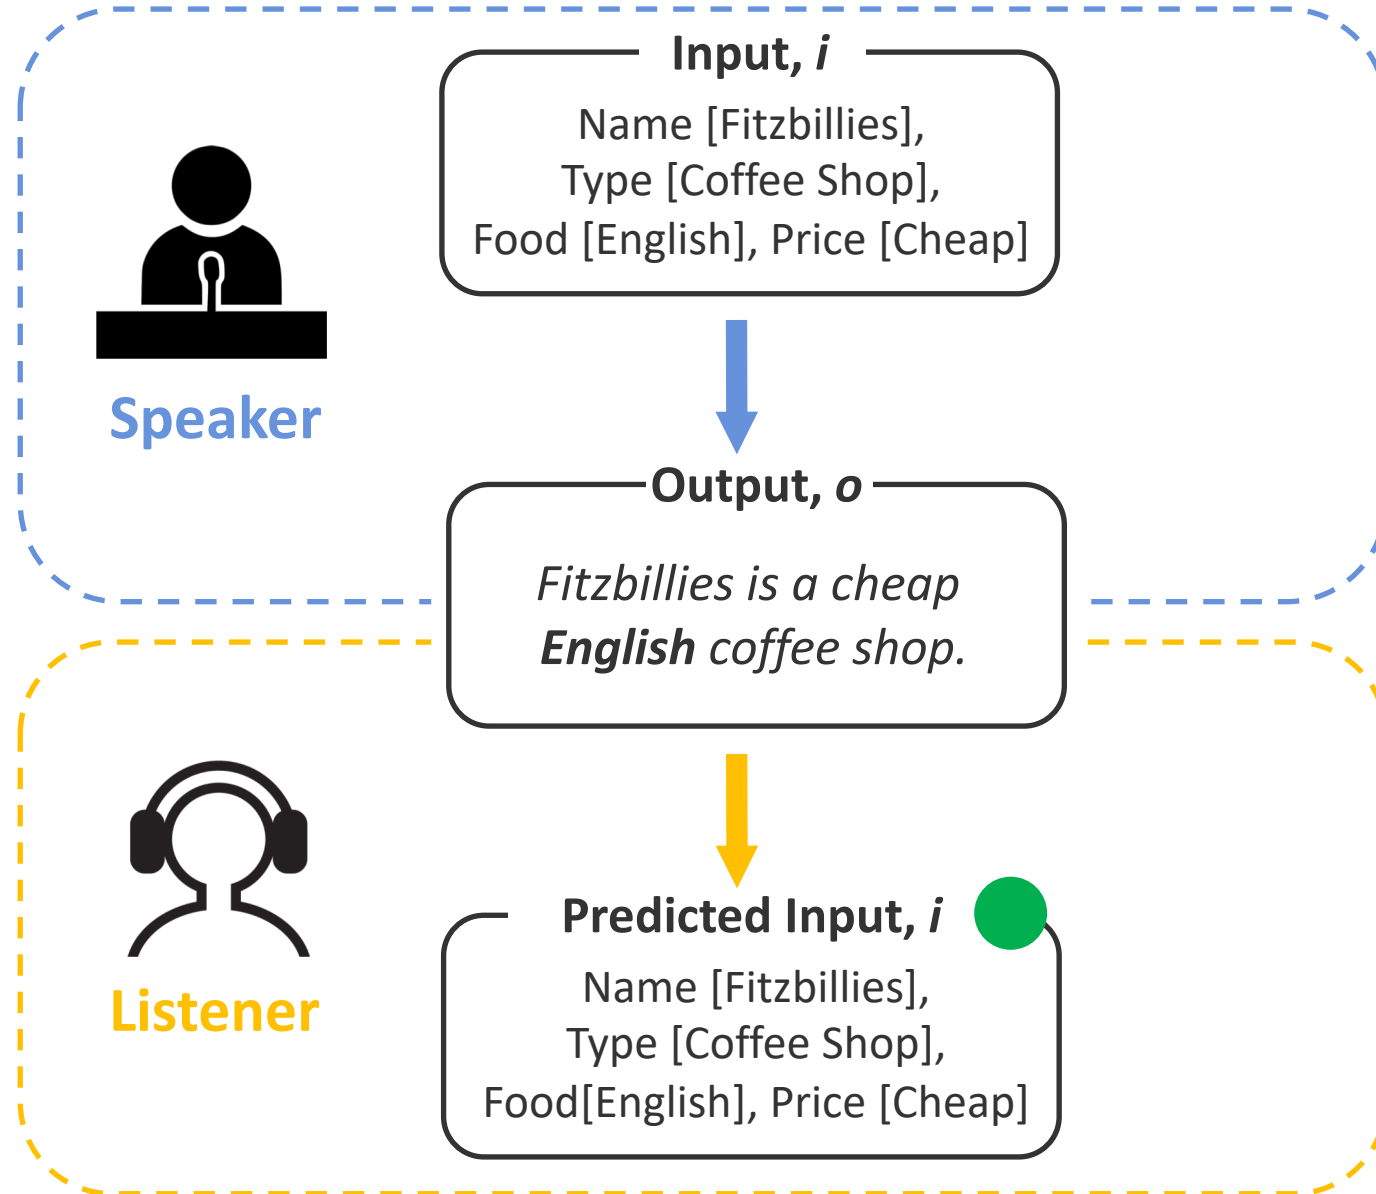 Input, i
Name [Fitzbillies],
Type [Coffee Shop],
Food [English], Price [Cheap]
Speaker
Output, o
Fitzbillies is a cheap
English coffee shop.
Predicted Input, i
Name [Fitzbillies],
Type [Coffee Shop],
Food[English], Price [Cheap]
Listener